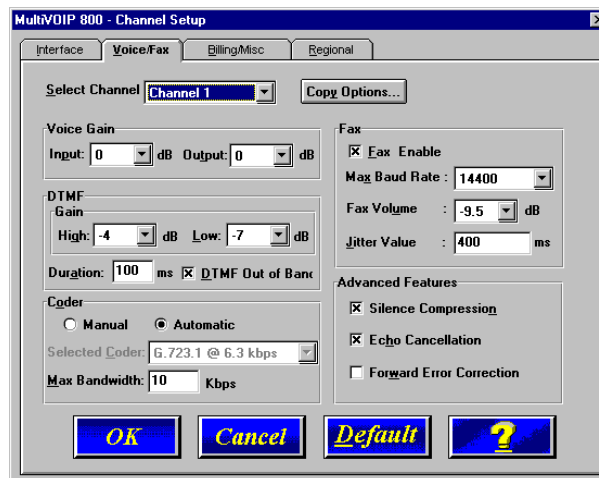 MultiVOIP 800 - Channel Setup
Interface
Voice/Fax
Billing/Misc
Regional
Select Channel Channel 1
Copy Options...
Voice Gain
Input: 0 dB Output: 0 dB
DTMF
Gain
High: -4 dB Low: -7 dB
Duration: 100 ms DTMF Out of Banc
Coder
Manual Automatic
Selected Coder: G.723.1 @ 6.3 kbps
Max Bandwidth: 10 Kbps
Fax
Fax Enable
Max Baud Rate : 14400
Fax Volume : -9.5 dB
Jitter Value : 400 ms
Advanced Features
Silence Compression
Echo Cancellation
Forward Error Correction
OK
Cancel
Default
?